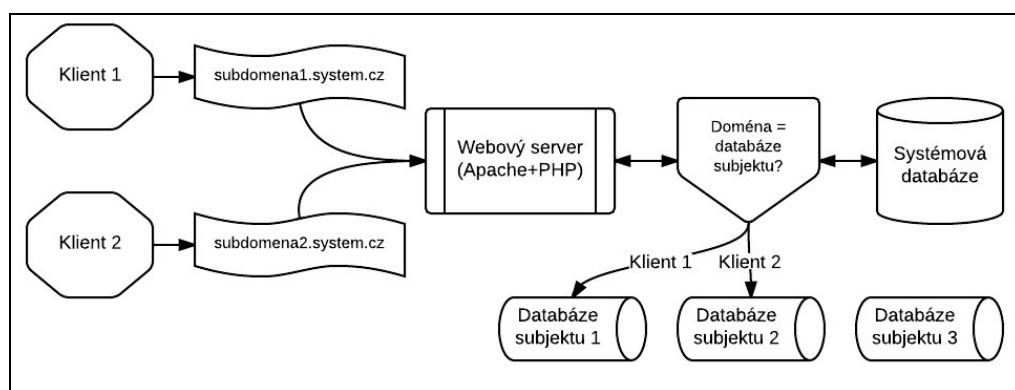 Klient 1
subdomena1.system.cz
Webový server
(Apache+PHP)
Doména =
databáze
subjektu?
Systémová
databáze
Klient 2
subdomena2.system.cz
Klient 1
Klient 2
Databáze
subjektu 1
Databáze
subjektu 2
Databáze
subjektu 3